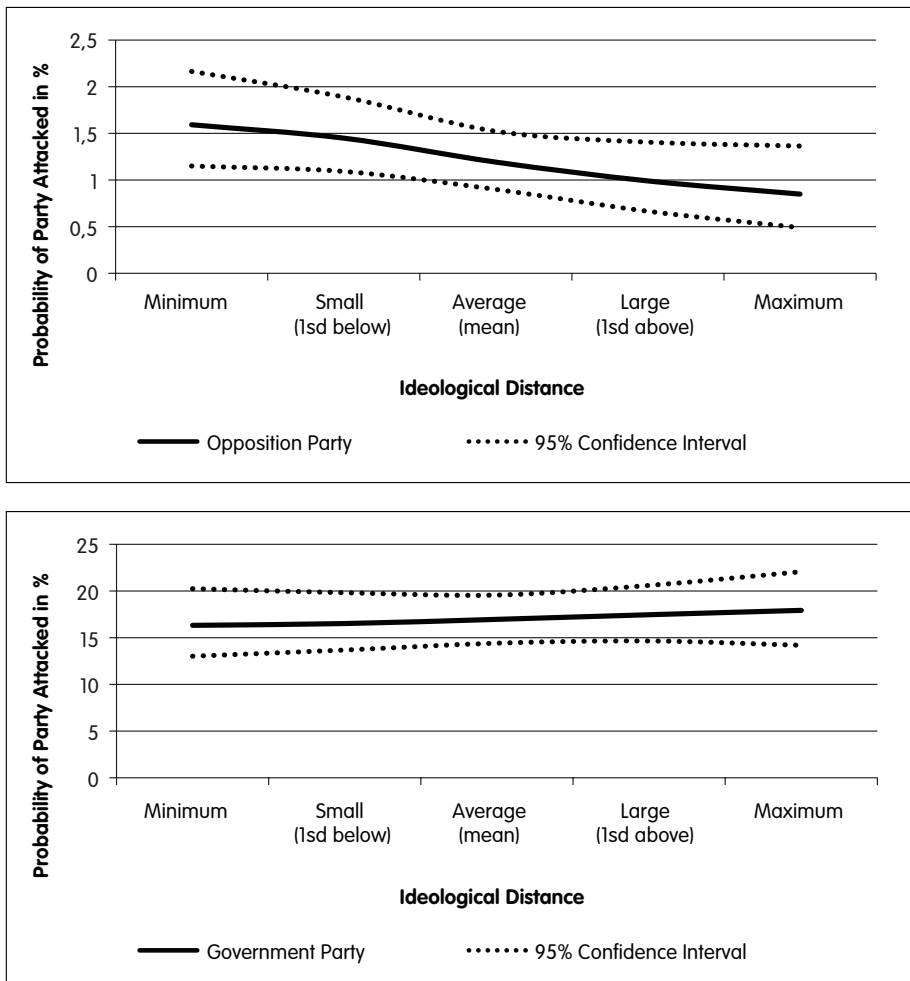 Probability of Party Attacked in %
2,5
2
1,5
1
0,5
0
Minimum
Small
(1sd below)
Average
(mean)
Large
(1sd above)
Maximum
Ideological Distance
Opposition Party
95% Confidence Interval
Probability of Party Attacked in %
25
20
15
10
5
0
Minimum
Small
(1sd below)
Average
(mean)
Large
(1sd above)
Maximum
Ideological Distance
Government Party
95% Confidence Interval